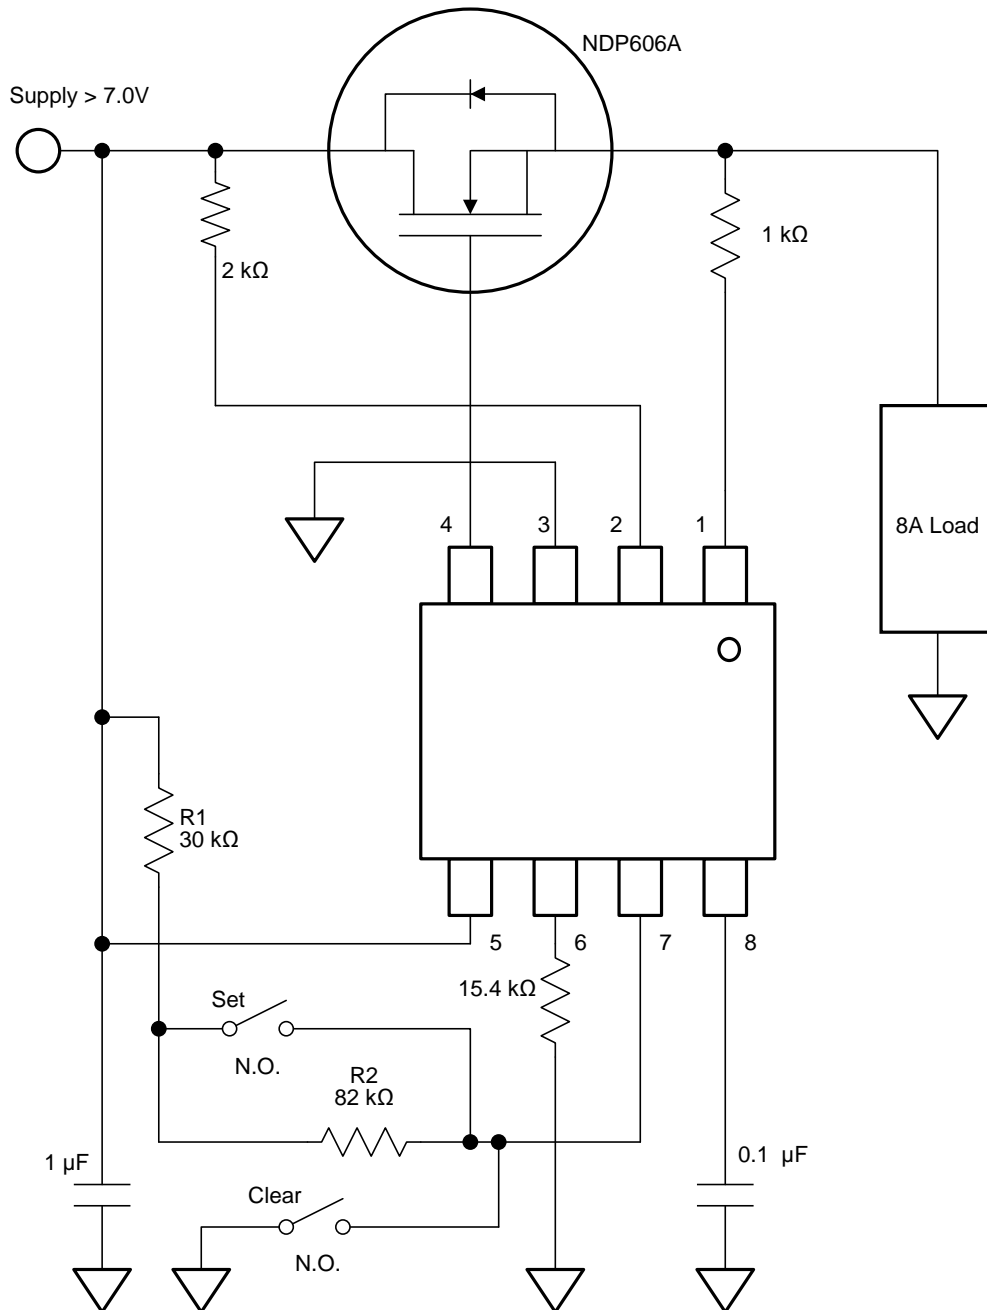 NDP606A
Supply > 7.0V
1 kΩ
2 kΩ
4
3
2
1
8A Load
R1
30 kΩ
5
6
7
8
15.4 kΩ
Set
N.O.
R2
82 kΩ
1 µF
0.1 µF
Clear
N.O.